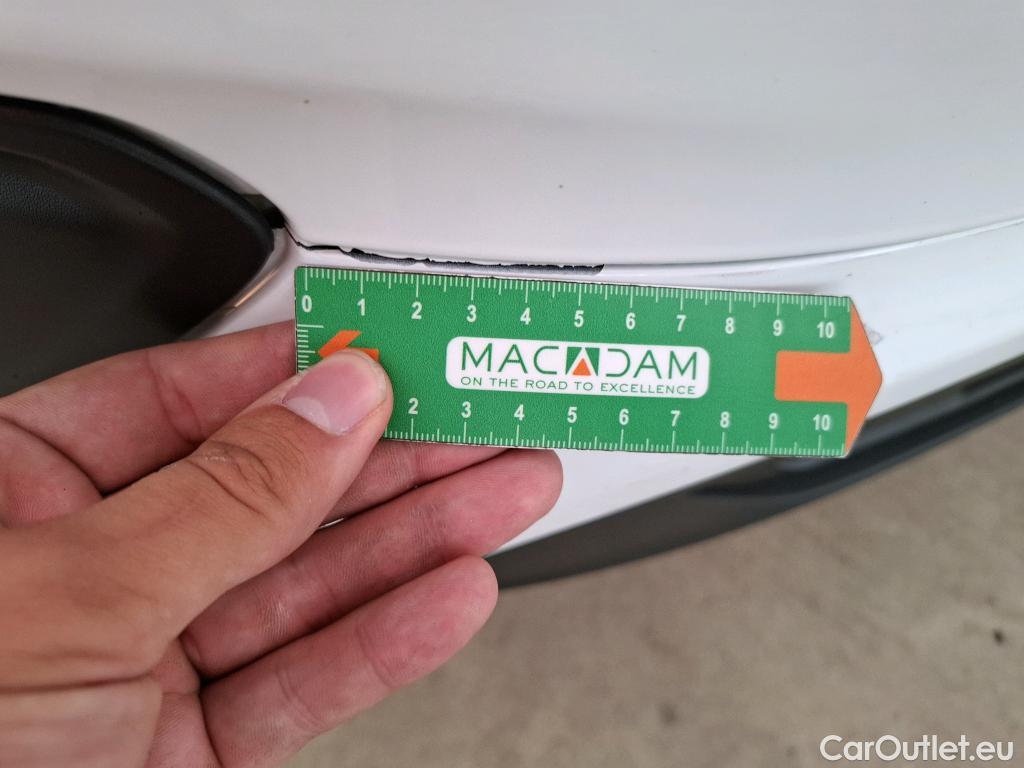 0 1 2 3 4 5 6 7 8 9 10
MACADAM
ON THE ROAD TO EXCELLENCE
2 3 4 5 6 7 8 9 10
CarOutlet.eu